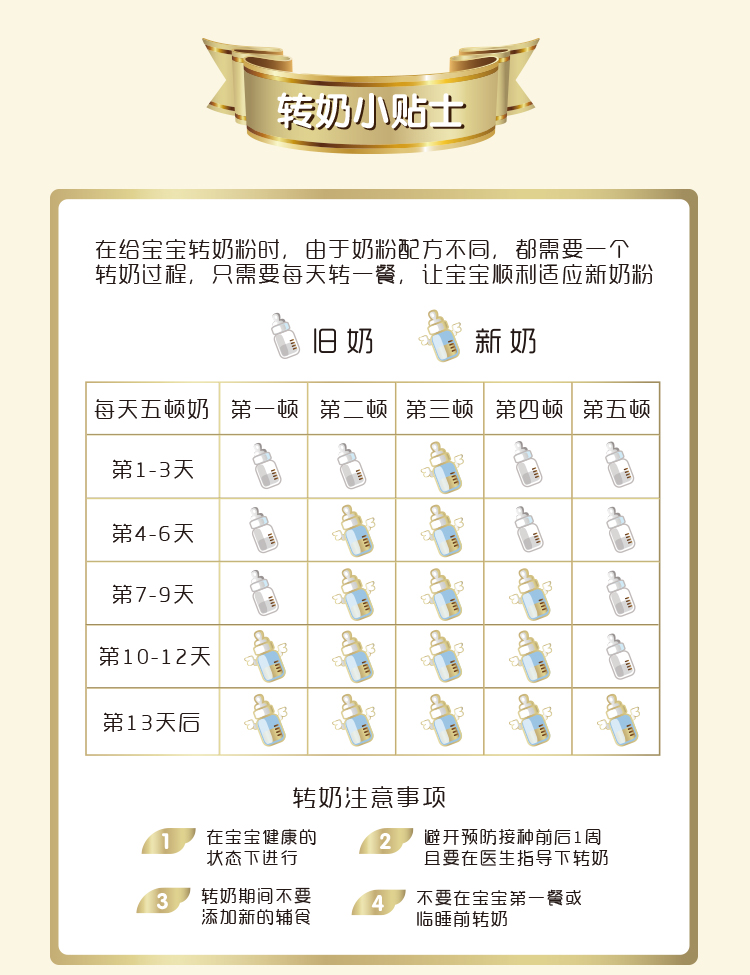 转奶小贴士
在给宝宝转奶粉时，由于奶粉配方不同，都需要一个
转奶过程，只需要每天转一餐，让宝宝顺利适应新奶粉
旧奶 新奶
每天五顿奶 第一顿 第二顿 第三顿 第四顿 第五顿
第1-3天
第4-6天
第7-9天
第10-12天
第13天后
转奶注意事项
1 在宝宝健康的
状态下进行
2 避开预防接种前后1周
且要在医生指导下转奶
3 转奶期间不要
添加新的辅食
4 不要在宝宝第一餐或
临睡前转奶